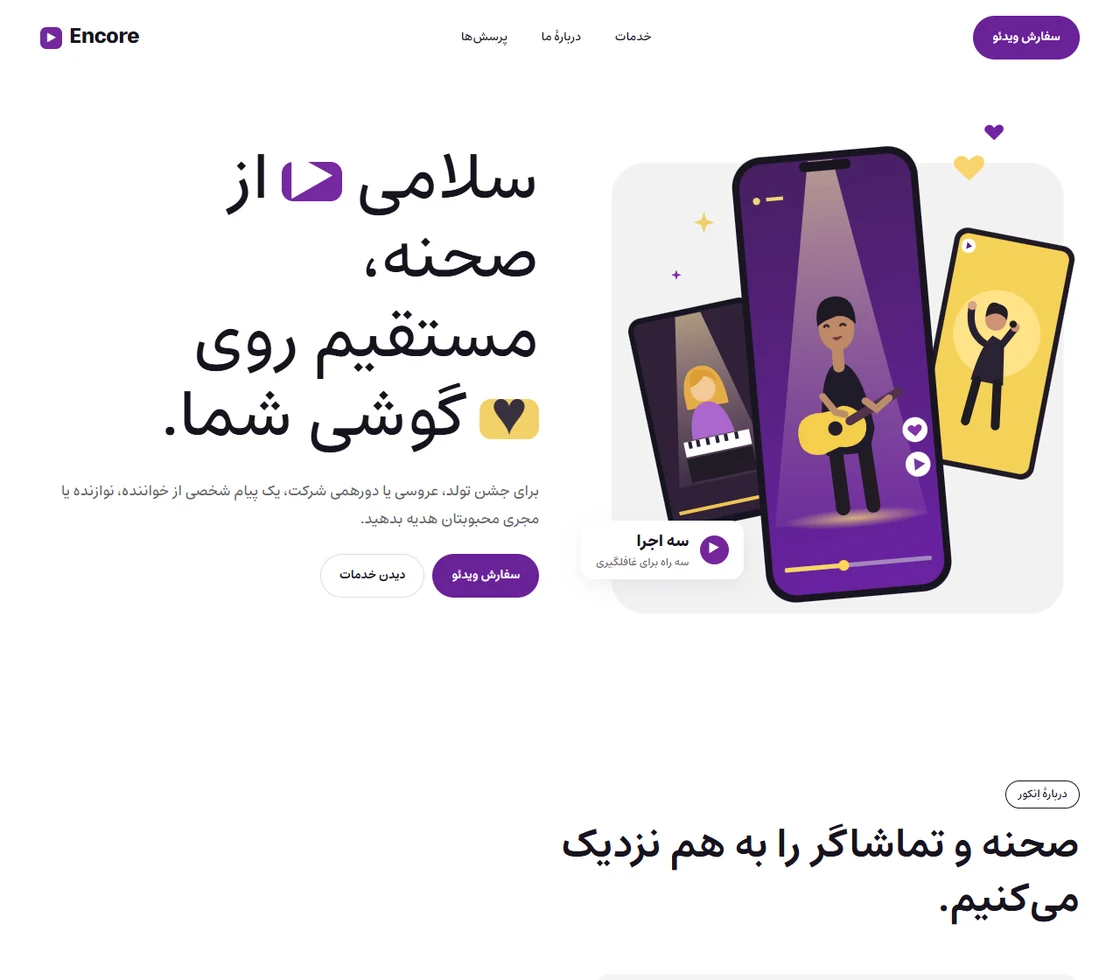 سفارش ویدئو
خدمات
دربارهٔ ما
پرسش‌ها
Encore
سلامی از
صحنه،
مستقیم روی
گوشی شما.
برای جشن تولد، عروسی یا دورهمی شرکت، یک پیام شخصی از خواننده، نوازنده یا
مجری محبوبتان هدیه بدهید.
سفارش ویدئو
دیدن خدمات
سه اجرا
سه راه برای غافلگیری
دربارهٔ اِنکور
صحنه و تماشاگر را به هم نزدیک
می‌کنیم.